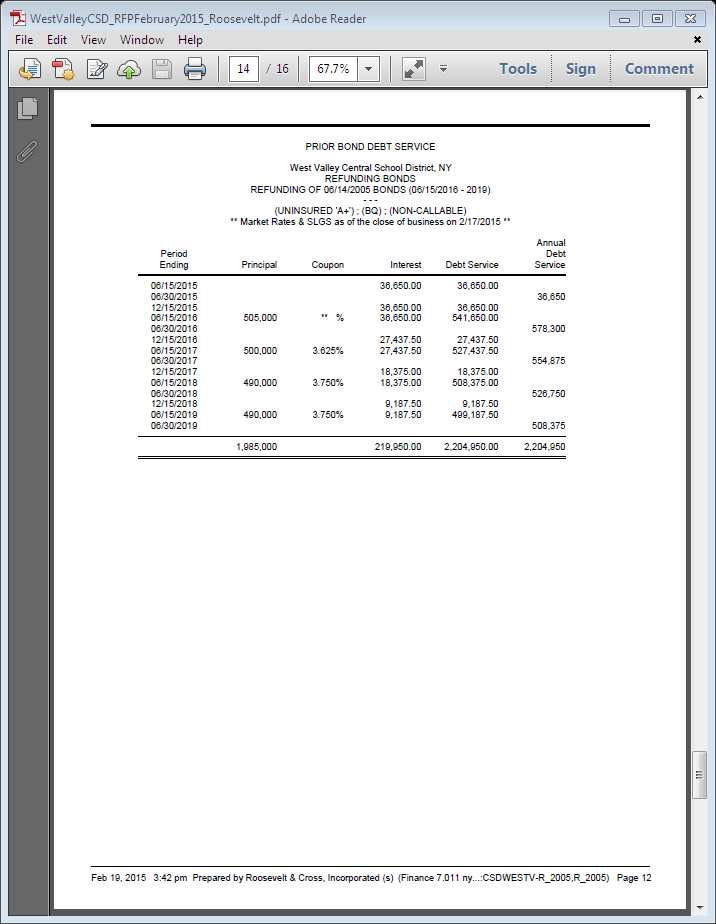 WestValleyCSD_RFPFebruary2015_Roosevelt.pdf - Adobe Reader
File Edit View Window Help
14 / 16 67.7% Tools Sign Comment
PRIOR BOND DEBT SERVICE
West Valley Central School District, NY
REFUNDING BONDS
REFUNDING OF 06/14/2005 BONDS (06/15/2016 - 2019)
- - -
(UNINSURED 'A+') ; (BQ) ; (NON-CALLABLE)
** Market Rates & SLGS as of the close of business on 2/17/2015 **
Annual
Period Debt
Ending Principal Coupon Interest Debt Service Service
06/15/2015 36,650.00 36,650.00
06/30/2015 36,650
12/15/2015 36,650.00 36,650.00
06/15/2016 505,000 ** % 36,650.00 541,650.00
06/30/2016 578,300
12/15/2016 27,437.50 27,437.50
06/15/2017 500,000 3.625% 27,437.50 527,437.50
06/30/2017 554,875
12/15/2017 18,375.00 18,375.00
06/15/2018 490,000 3.750% 18,375.00 508,375.00
06/30/2018 526,750
12/15/2018 9,187.50 9,187.50
06/15/2019 490,000 3.750% 9,187.50 499,187.50
06/30/2019 508,375
1,985,000 219,950.00 2,204,950.00 2,204,950
Feb 19, 2015 3:42 pm Prepared by Roosevelt & Cross, Incorporated (s) (Finance 7.011 ny...:CSDWESTV-R_2005,R_2005) Page 12